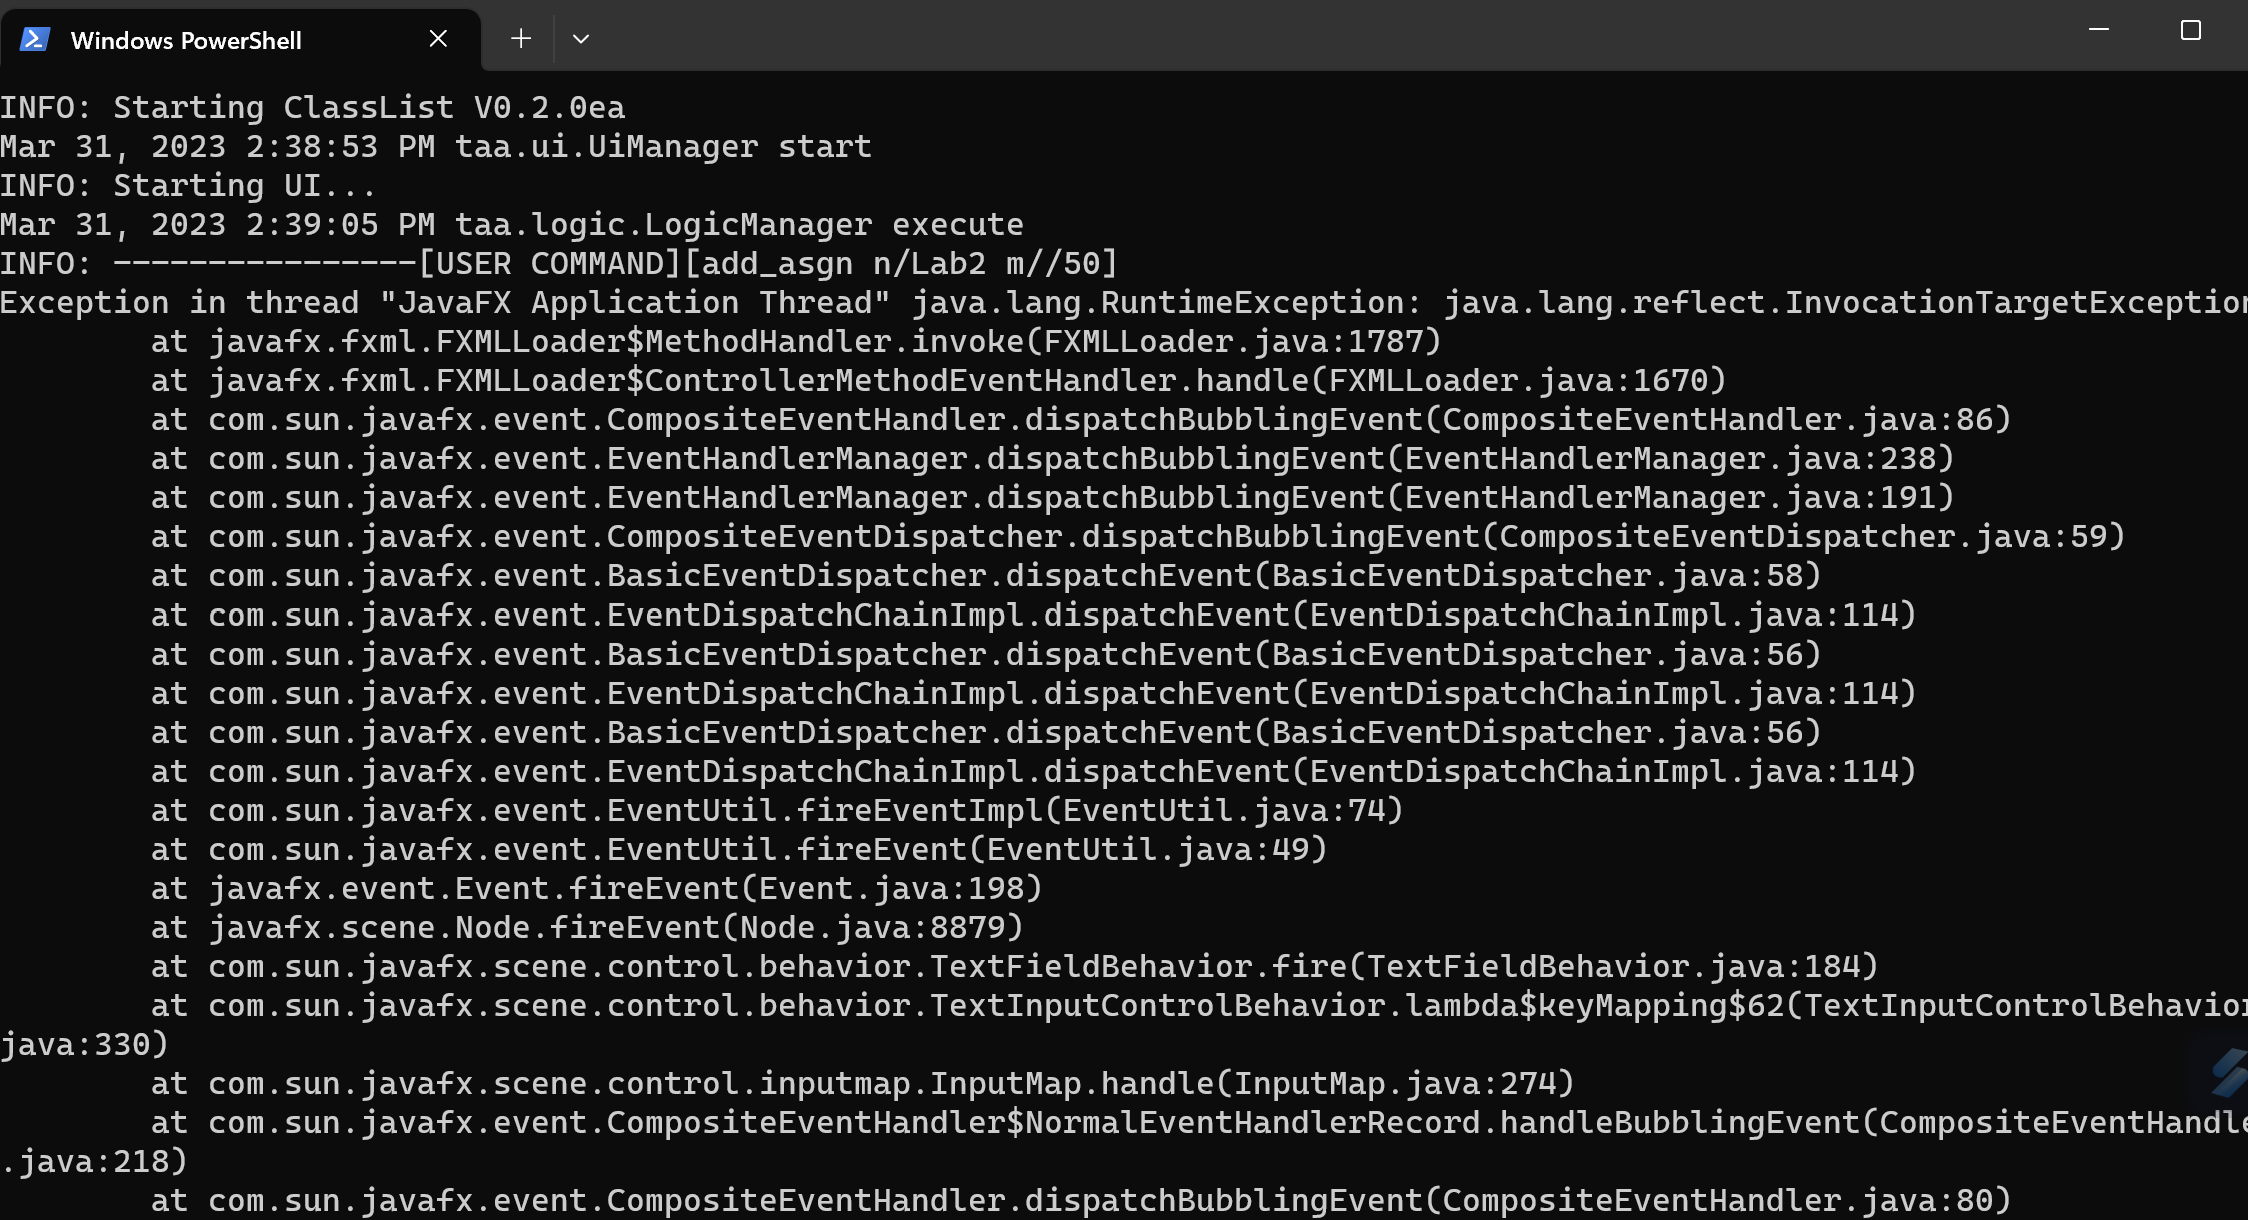 Windows PowerShell
INFO: Starting ClassList V0.2.0ea
Mar 31, 2023 2:38:53 PM taa.ui.UiManager start
INFO: Starting UI...
Mar 31, 2023 2:39:05 PM taa.logic.LogicManager execute
INFO: ----------------[USER COMMAND][add_asgn n/Lab2 m//50]
Exception in thread "JavaFX Application Thread" java.lang.RuntimeException: java.lang.reflect.InvocationTargetException
at javafx.fxml.FXMLLoader$MethodHandler.invoke(FXMLLoader.java:1787)
at javafx.fxml.FXMLLoader$ControllerMethodEventHandler.handle(FXMLLoader.java:1670)
at com.sun.javafx.event.CompositeEventHandler.dispatchBubblingEvent(CompositeEventHandler.java:86)
at com.sun.javafx.event.EventHandlerManager.dispatchBubblingEvent(EventHandlerManager.java:238)
at com.sun.javafx.event.EventHandlerManager.dispatchBubblingEvent(EventHandlerManager.java:191)
at com.sun.javafx.event.CompositeEventDispatcher.dispatchBubblingEvent(CompositeEventDispatcher.java:59)
at com.sun.javafx.event.BasicEventDispatcher.dispatchEvent(BasicEventDispatcher.java:58)
at com.sun.javafx.event.EventDispatchChainImpl.dispatchEvent(EventDispatchChainImpl.java:114)
at com.sun.javafx.event.BasicEventDispatcher.dispatchEvent(BasicEventDispatcher.java:56)
at com.sun.javafx.event.EventDispatchChainImpl.dispatchEvent(EventDispatchChainImpl.java:114)
at com.sun.javafx.event.BasicEventDispatcher.dispatchEvent(BasicEventDispatcher.java:56)
at com.sun.javafx.event.EventDispatchChainImpl.dispatchEvent(EventDispatchChainImpl.java:114)
at com.sun.javafx.event.EventUtil.fireEventImpl(EventUtil.java:74)
at com.sun.javafx.event.EventUtil.fireEvent(EventUtil.java:49)
at javafx.event.Event.fireEvent(Event.java:198)
at javafx.scene.Node.fireEvent(Node.java:8879)
at com.sun.javafx.scene.control.behavior.TextFieldBehavior.fire(TextFieldBehavior.java:184)
at com.sun.javafx.scene.control.behavior.TextInputControlBehavior.lambda$keyMapping$62(TextInputControlBehavior
java:330)
at com.sun.javafx.scene.control.inputmap.InputMap.handle(InputMap.java:274)
at com.sun.javafx.event.CompositeEventHandler$NormalEventHandlerRecord.handleBubblingEvent(CompositeEventHandle
.java:218)
at com.sun.javafx.event.CompositeEventHandler.dispatchBubblingEvent(CompositeEventHandler.java:80)